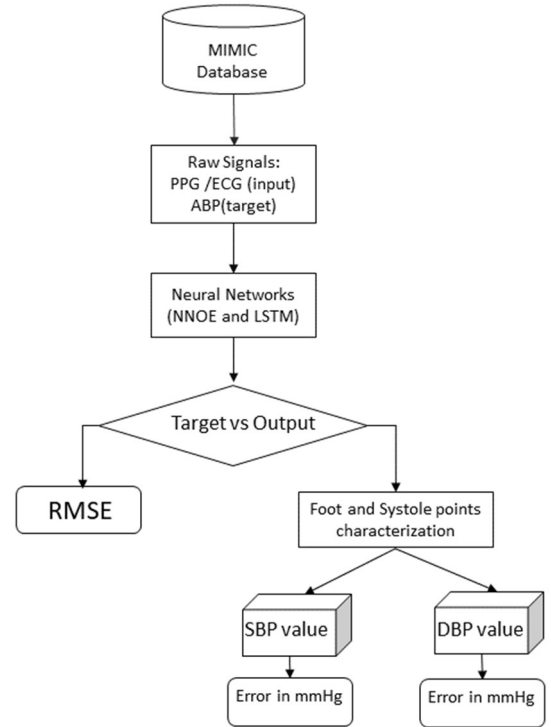 MIMIC
Database
Raw Signals:
PPG /ECG (input)
ABP(target)
Neural Networks
(NNOE and LSTM)
Target vs Output
RMSE
Foot and Systole points
characterization
SBP value
DBP value
Error in mmHg
Error in mmHg